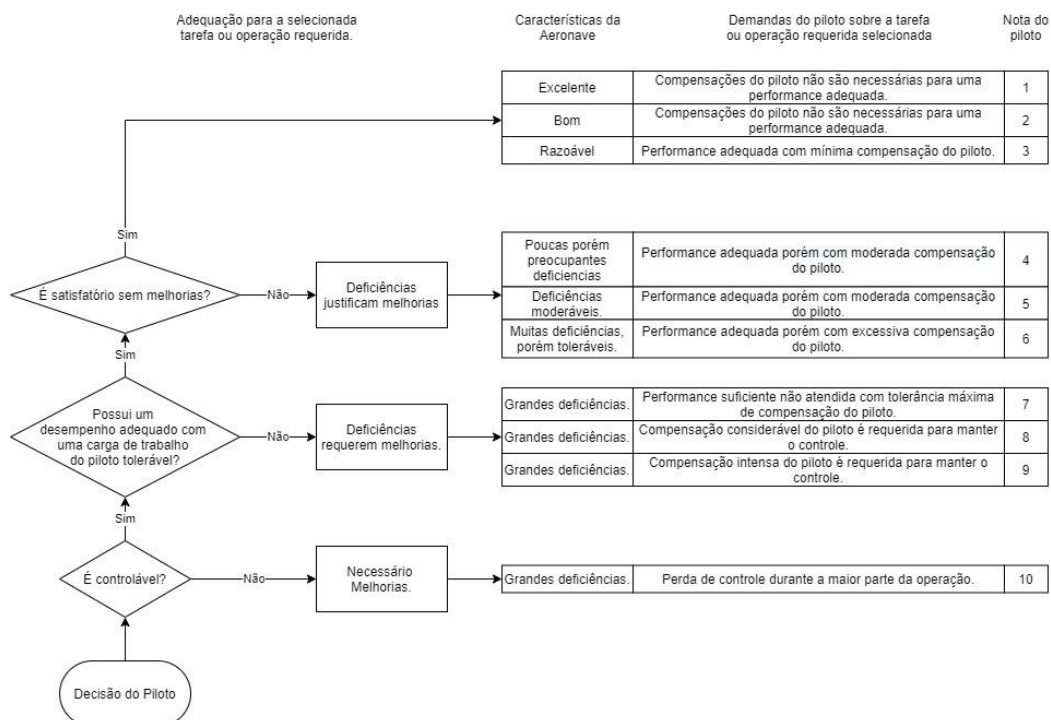 Adequação para a selecionada
tarefa ou operação requerida.
Características da
Aeronave
Demandas do piloto sobre a tarefa
ou operação requerida selecionada
Nota do
piloto
Excelente
Compensações do piloto não são necessárias para uma
performance adequada.
1
Bom
Compensações do piloto não são necessárias para uma
performance adequada.
2
Razoável
Performance adequada com mínima compensação do piloto.
3
Sim
É satisfatório sem melhorias?
Não
Deficiências
justificam melhorias
Poucas porém
preocupantes
deficiencias
Performance adequada porém com moderada compensação
do piloto.
4
Deficiências
moderáveis.
Performance adequada porém com moderada compensação
do piloto.
5
Muitas deficiências,
porém toleráveis.
Performance adequada porém com excessiva compensação
do piloto.
6
Sim
Possui um
desempenho adequado com
uma carga de trabalho
do piloto tolerável?
Não
Deficiências
requerem melhorias.
Grandes deficiências.
Performance suficiente não atendida com tolerância máxima
de compensação do piloto.
7
Grandes deficiências.
Compensação considerável do piloto é requerida para manter
o controle.
8
Grandes deficiências.
Compensação intensa do piloto é requerida para manter o
controle.
9
Sim
É controlável?
Não
Necessário
Melhorias.
Grandes deficiências.
Perda de controle durante a maior parte da operação.
10
Decisão do Piloto